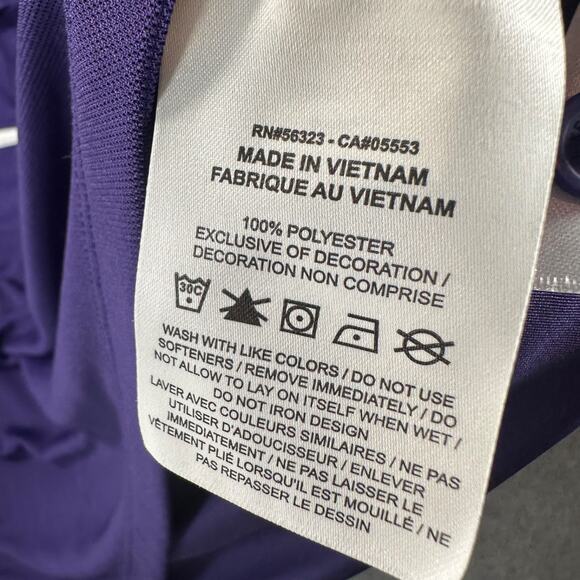 RN#56323 - CA#05553
MADE IN VIETNAM
FABRIQUE AU VIETNAM
100% POLYESTER
EXCLUSIVE OF DECORATION /
DECORATION NON COMPRISE
30C
WASH WITH LIKE COLORS / DO NOT USE
SOFTENERS / REMOVE IMMEDIATELY / DO
NOT ALLOW TO LAY ON ITSELF WHEN WET /
DO NOT IRON DESIGN
LAVER AVEC COULEURS SIMILAIRES / NE PAS
UTILISER D'ADOUCISSEUR / ENLEVER
IMMÉDIATEMENT / NE PAS LAISSER LE
VÊTEMENT PLIÉ LORSQU'IL EST MOUILLÉ / NE
PAS REPASSER LE DESSIN